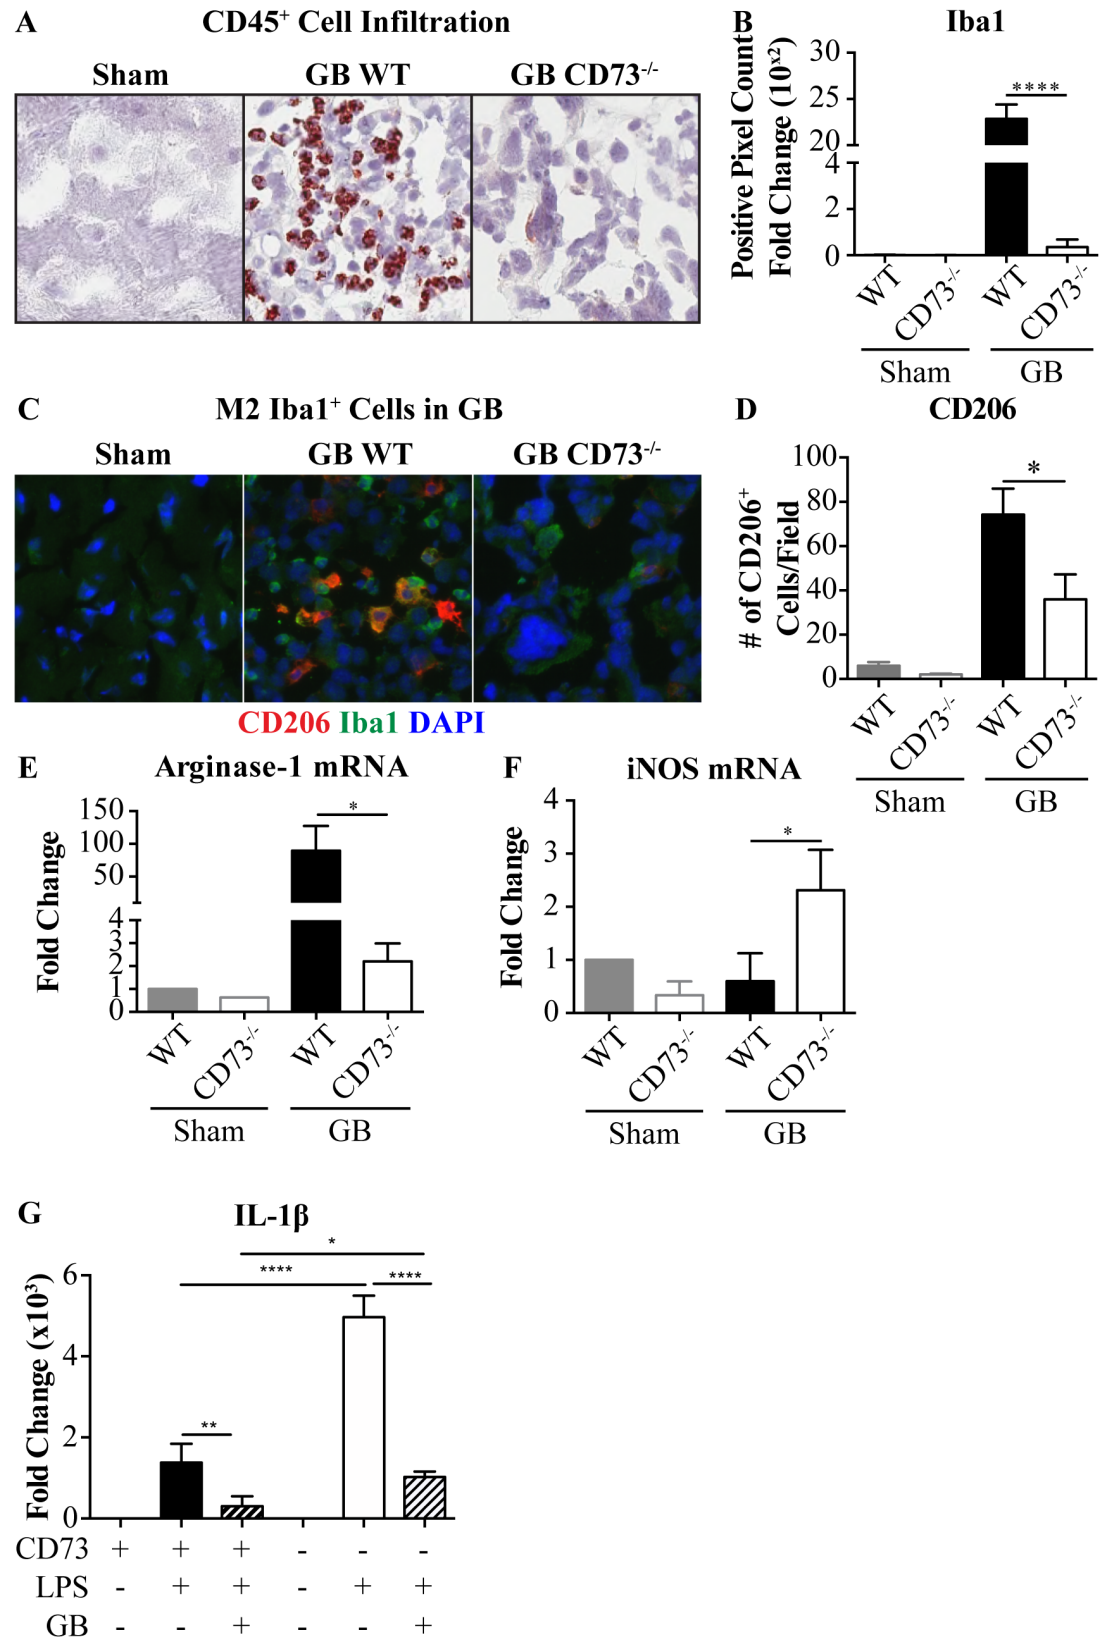 A CD45⁺ Cell Infiltration
Sham GB WT GB CD73⁻/⁻
B Iba1
Positive Pixel Count
Fold Change (10ˣ²)
30
25
20
4
2
0
****
WT CD73⁻/⁻ WT CD73⁻/⁻
Sham GB
C M2 Iba1⁺ Cells in GB
Sham GB WT GB CD73⁻/⁻
CD206 Iba1 DAPI
D CD206
# of CD206⁺
Cells/Field
100
80
60
40
20
0
*
WT CD73⁻/⁻ WT CD73⁻/⁻
Sham GB
E Arginase-1 mRNA
Fold Change
150
100
50
4
3
2
1
0
*
WT CD73⁻/⁻ WT CD73⁻/⁻
Sham GB
F iNOS mRNA
Fold Change
4
3
2
1
0
*
WT CD73⁻/⁻ WT CD73⁻/⁻
Sham GB
G IL-1β
Fold Change (x10³)
6
4
2
0
*
**** ****
**
CD73 + + + - - -
LPS - + + - + +
GB - - + - - +